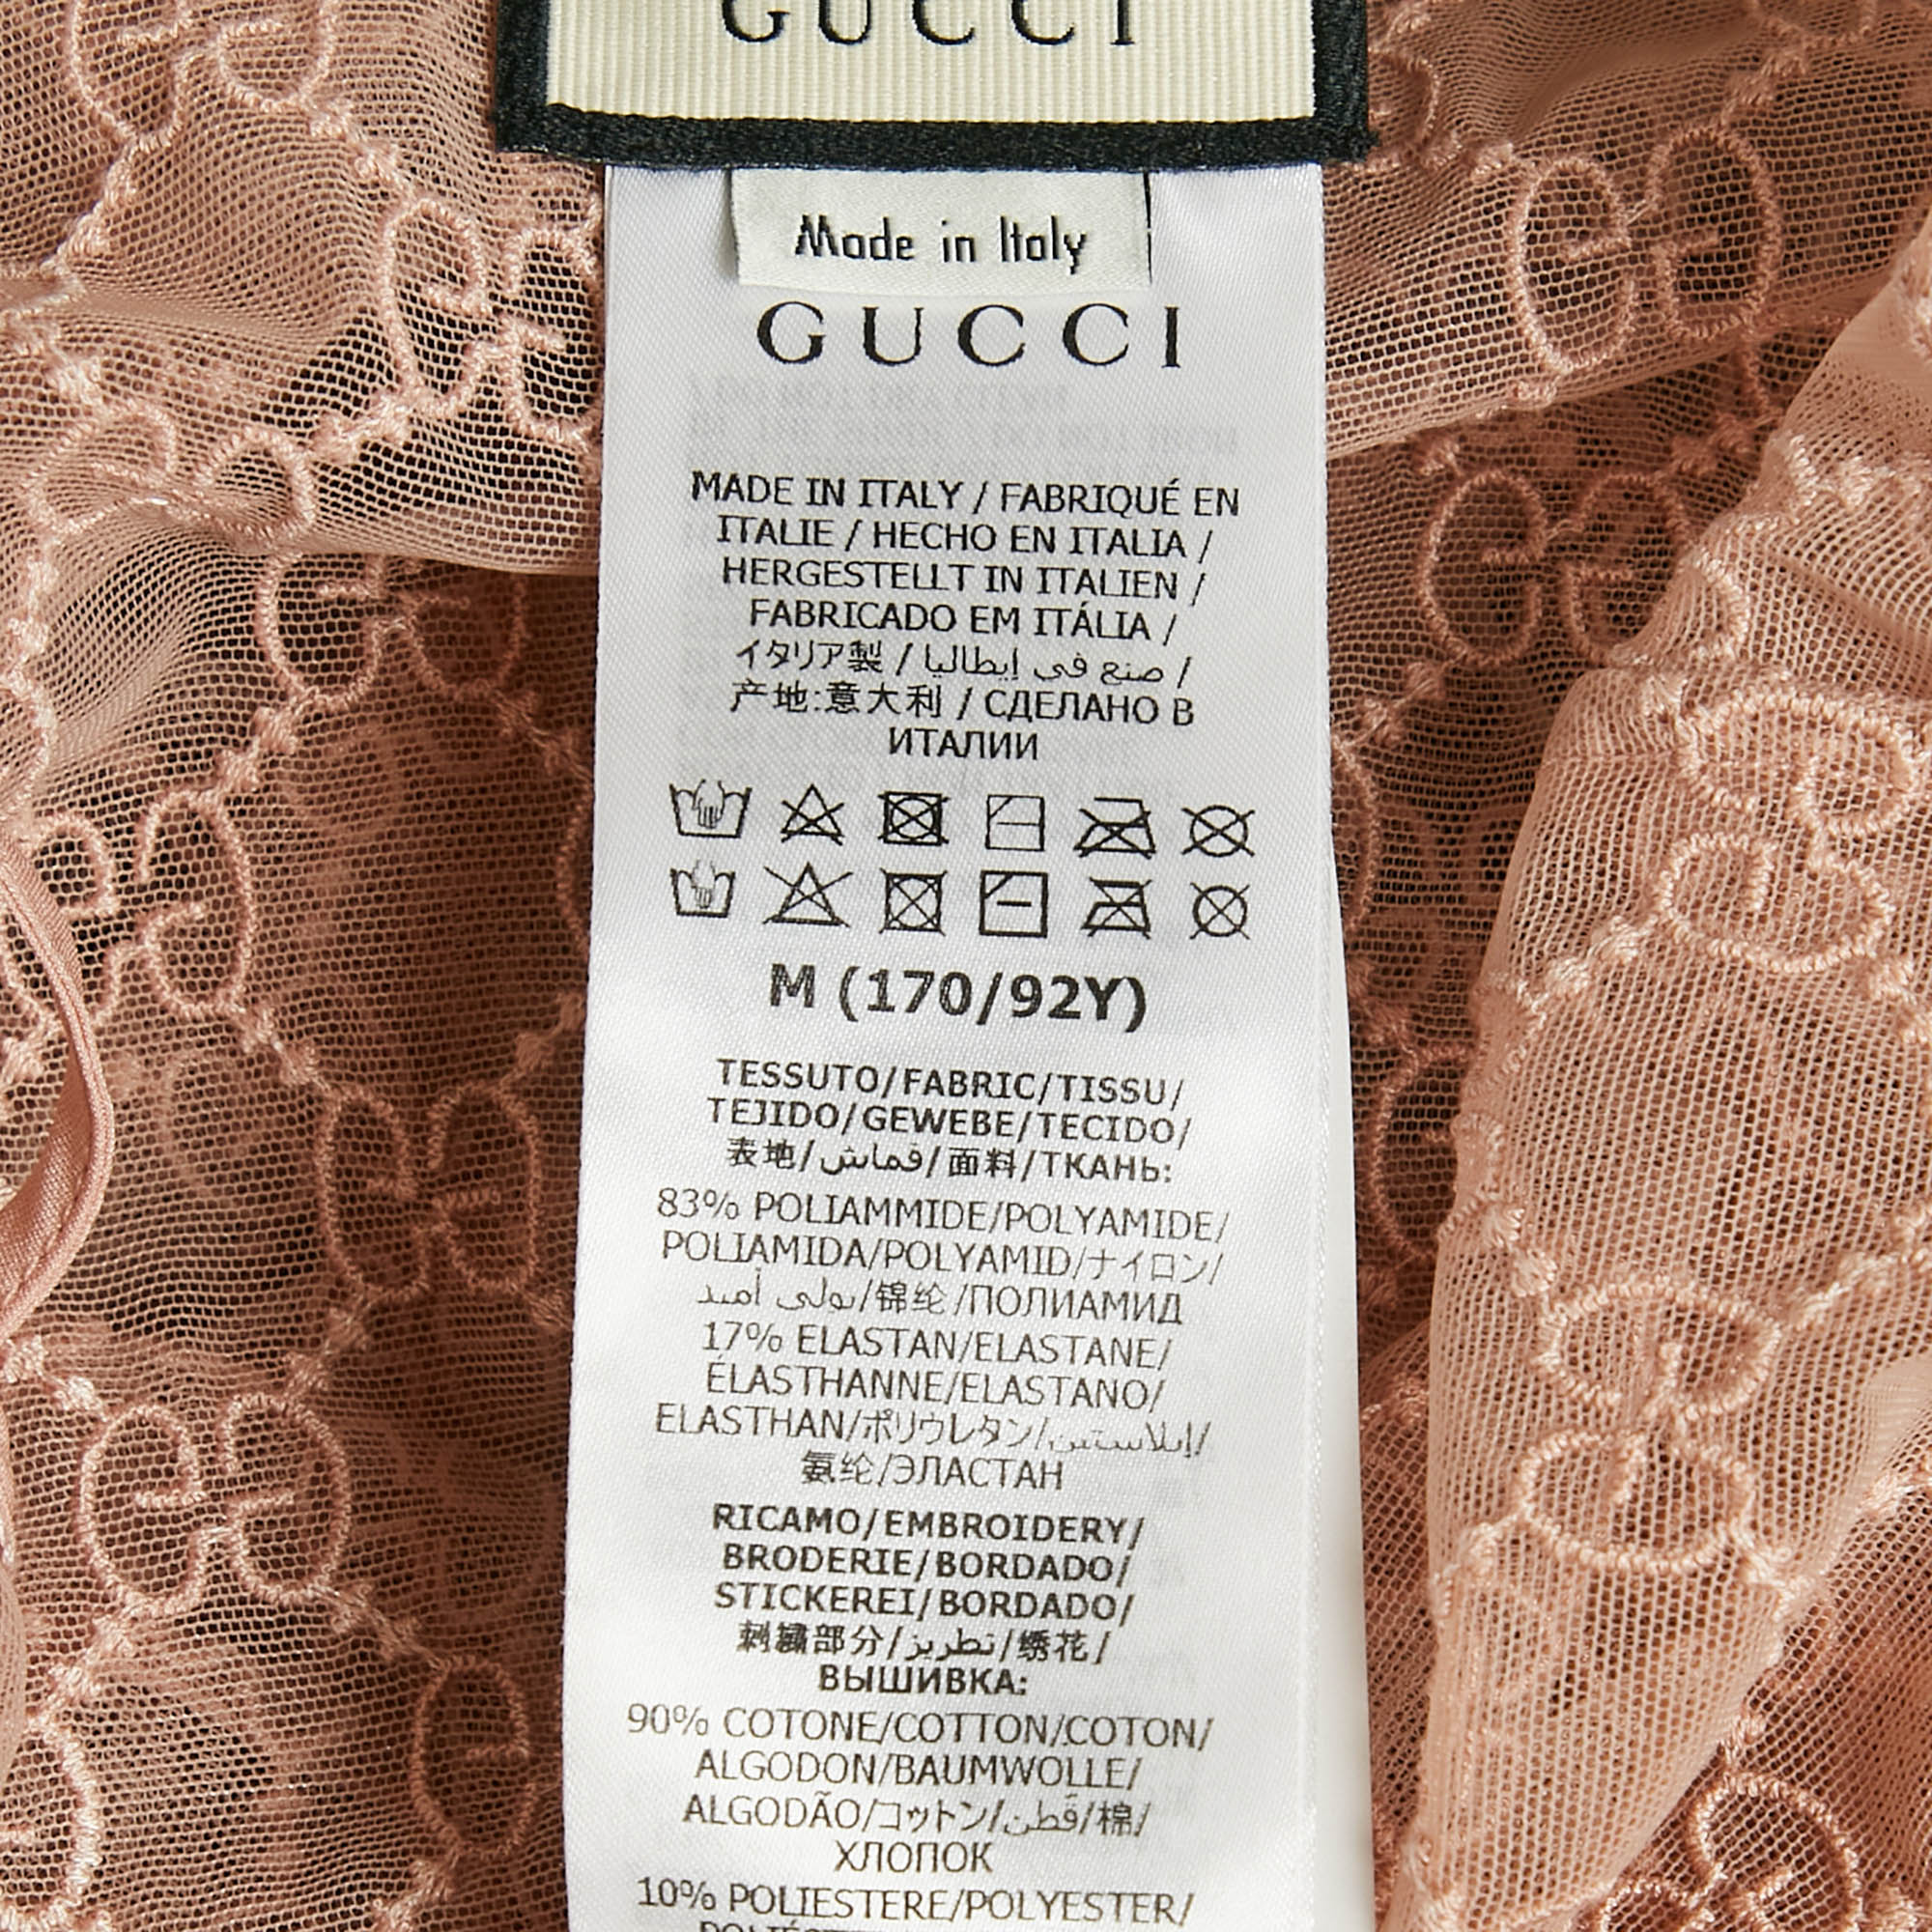 GUCCI
Made in Italy
GUCCI
MADE IN ITALY / FABRIQUÉ EN
ITALIE / HECHO EN ITALIA /
HERGESTELLT IN ITALIEN /
FABRICADO EM ITÁLIA /
イタリア製 / صنع في إيطاليا /
产地:意大利 / СДЕЛАНО В
ИТАЛИИ
M (170/92Y)
TESSUTO/FABRIC/TISSU/
TEJIDO/GEWEBE/TECIDO/
表地/قماش/面料/ТКАНЬ:
83% POLIAMMIDE/POLYAMIDE/
POLIAMIDA/POLYAMID/ナイロン/
بولي أميد/锦纶/ПОЛИАМИД
17% ELASTAN/ELASTANE/
ÉLASTHANNE/ELASTANO/
ELASTHAN/ポリウレタン/إيلاستين/
氨纶/ЭЛАСТАН
RICAMO/EMBROIDERY/
BRODERIE/BORDADO/
STICKEREI/BORDADO/
刺繍部分/تطريز/绣花/
ВЫШИВКА:
90% COTONE/COTTON/COTON/
ALGODON/BAUMWOLLE/
ALGODÃO/コットン/قطن/棉/
ХЛОПОК
10% POLIESTERE/POLYESTER/